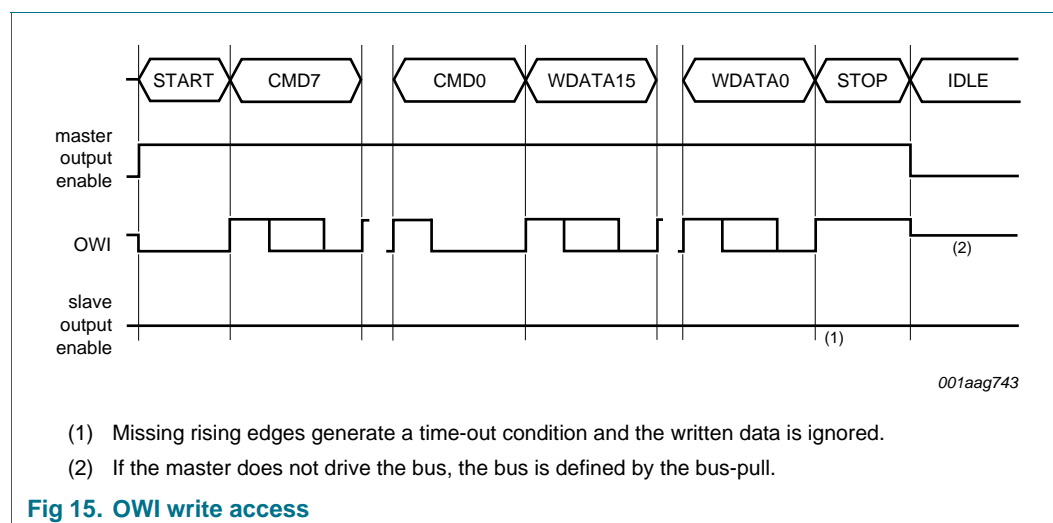 START CMD7 CMD0 WDATA15 WDATA0 STOP IDLE
master
output
enable
OWI
(2)
slave
output
enable
(1)
001aag743
(1) Missing rising edges generate a time-out condition and the written data is ignored.
(2) If the master does not drive the bus, the bus is defined by the bus-pull.
Fig 15. OWI write access